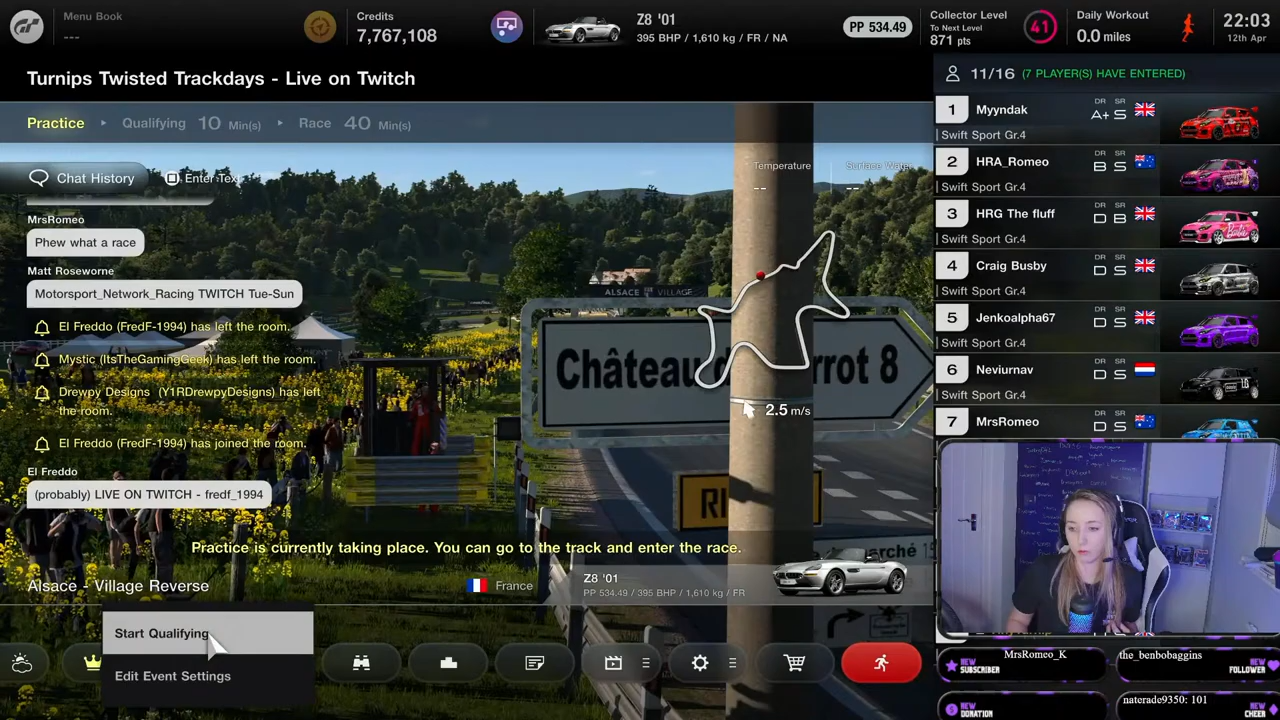 Menu Book
---
Credits
7,767,108
Z8 '01
395 BHP / 1,610 kg / FR / NA
PP 534.49
Collector Level
To Next Level
871 pts
41
Daily Workout
0.0 miles
22:03
12th Apr
Turnips Twisted Trackdays - Live on Twitch
Practice
Qualifying 10 Min(s)
Race 40 Min(s)
Chat History
Enter Text
MrsRomeo
Phew what a race
Matt Roseworne
Motorsport_Network_Racing TWITCH Tue-Sun
El Freddo (FredF-1994) has left the room.
Mystic (ItsTheGamingGeek) has left the room.
Drewpy Designs (Y1RDrewpyDesigns) has left
the room.
El Freddo (FredF-1994) has joined the room.
El Freddo
(probably) LIVE ON TWITCH - fredf_1994
Temperature
--
Surface Water
--
ALSACE VILLAGE
Château d rrot 8
2.5 m/s
RI
Practice is currently taking place. You can go to the track and enter the race.
Alsace - Village Reverse
France
Z8 '01
PP 534.49 / 395 BHP / 1,610 kg / FR
Start Qualifying
Edit Event Settings
11/16 (7 PLAYER(S) HAVE ENTERED)
1 Myyndak DR A+ SR S
Swift Sport Gr.4
2 HRA_Romeo DR B SR S
Swift Sport Gr.4
3 HRG The fluff DR D SR B
Swift Sport Gr.4
4 Craig Busby DR D SR S
Swift Sport Gr.4
5 Jenkoalpha67 DR D SR S
Swift Sport Gr.4
6 Neviurnav DR D SR S
Swift Sport Gr.4
7 MrsRomeo DR D SR S
MrsRomeo_K
NEW SUBSCRIBER
the_benbobaggins
NEW FOLLOWER
NEW DONATION
naterade9350: 101
NEW CHEER